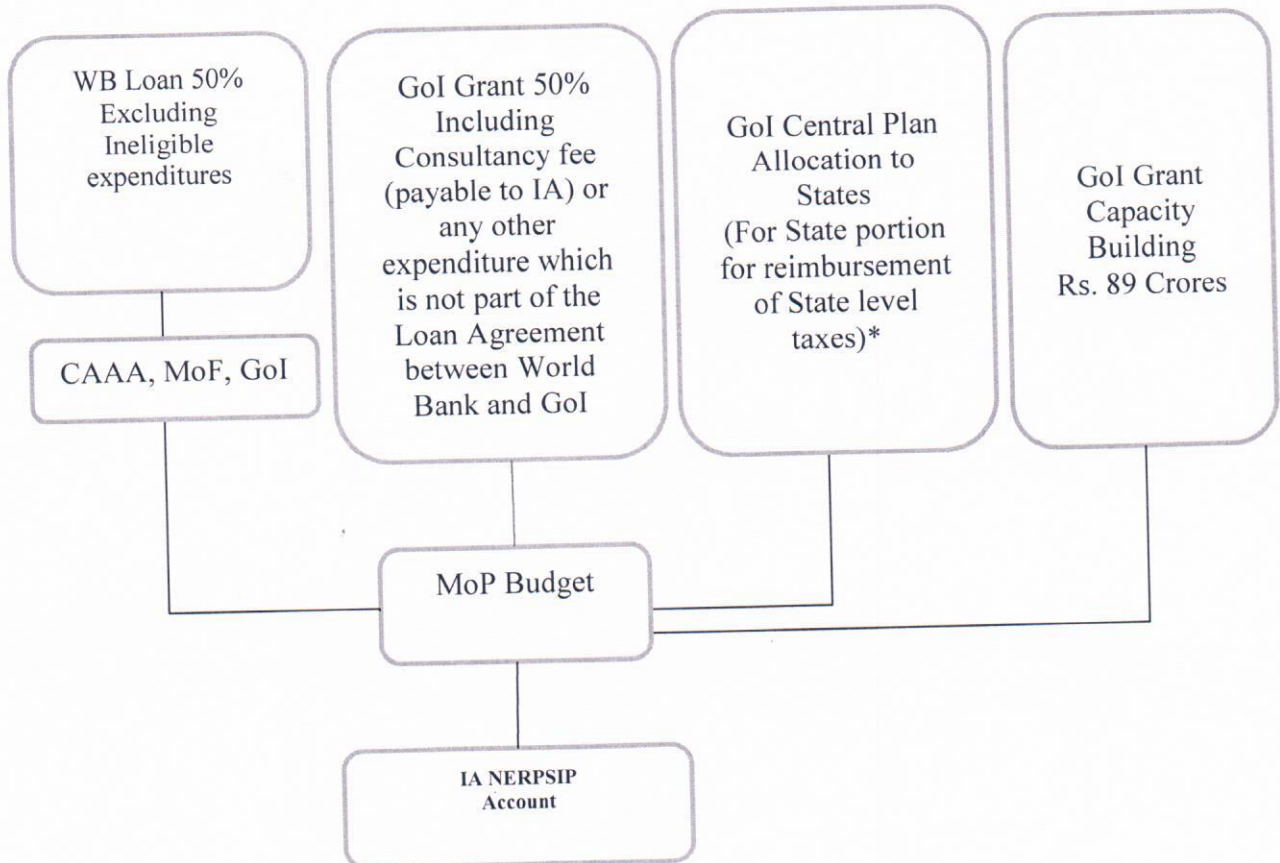 WB Loan 50%
Excluding
Ineligible
expenditures
GoI Grant 50%
Including
Consultancy fee
(payable to IA) or
any other
expenditure which
is not part of the
Loan Agreement
between World
Bank and GoI
GoI Central Plan
Allocation to
States
(For State portion
for reimbursement
of State level
taxes)*
GoI Grant
Capacity
Building
Rs. 89 Crores
CAAA, MoF, GoI
MoP Budget
IA NERPSIP
Account